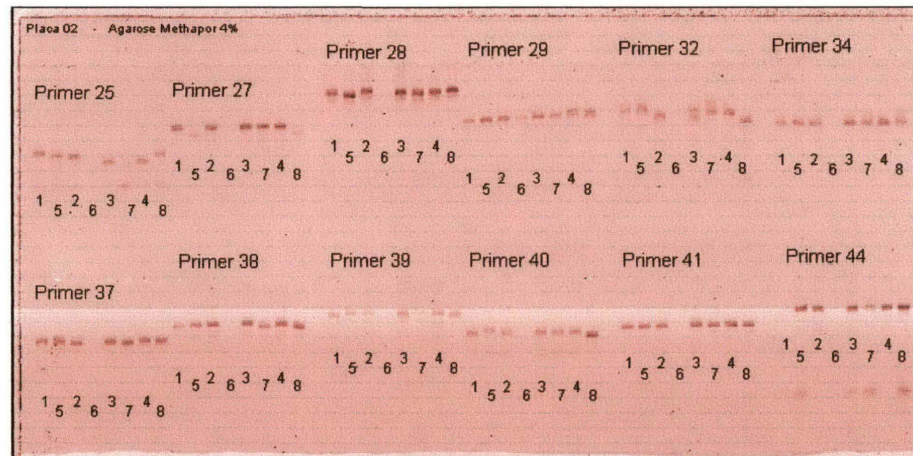 Placa 02 - Agarose Methapor 4%
Primer 25
Primer 27
Primer 28
Primer 29
Primer 32
Primer 34
1 5 2 6 3 7 4 8
1 5 2 6 3 7 4 8
1 5 2 6 3 7 4 8
1 5 2 6 3 7 4 8
1 5 2 6 3 7 4 8
1 5 2 6 3 7 4 8
Primer 37
Primer 38
Primer 39
Primer 40
Primer 41
Primer 44
1 5 2 6 3 7 4 8
1 5 2 6 3 7 4 8
1 5 2 6 3 7 4 8
1 5 2 6 3 7 4 8
1 5 2 6 3 7 4 8
1 5 2 6 3 7 4 8